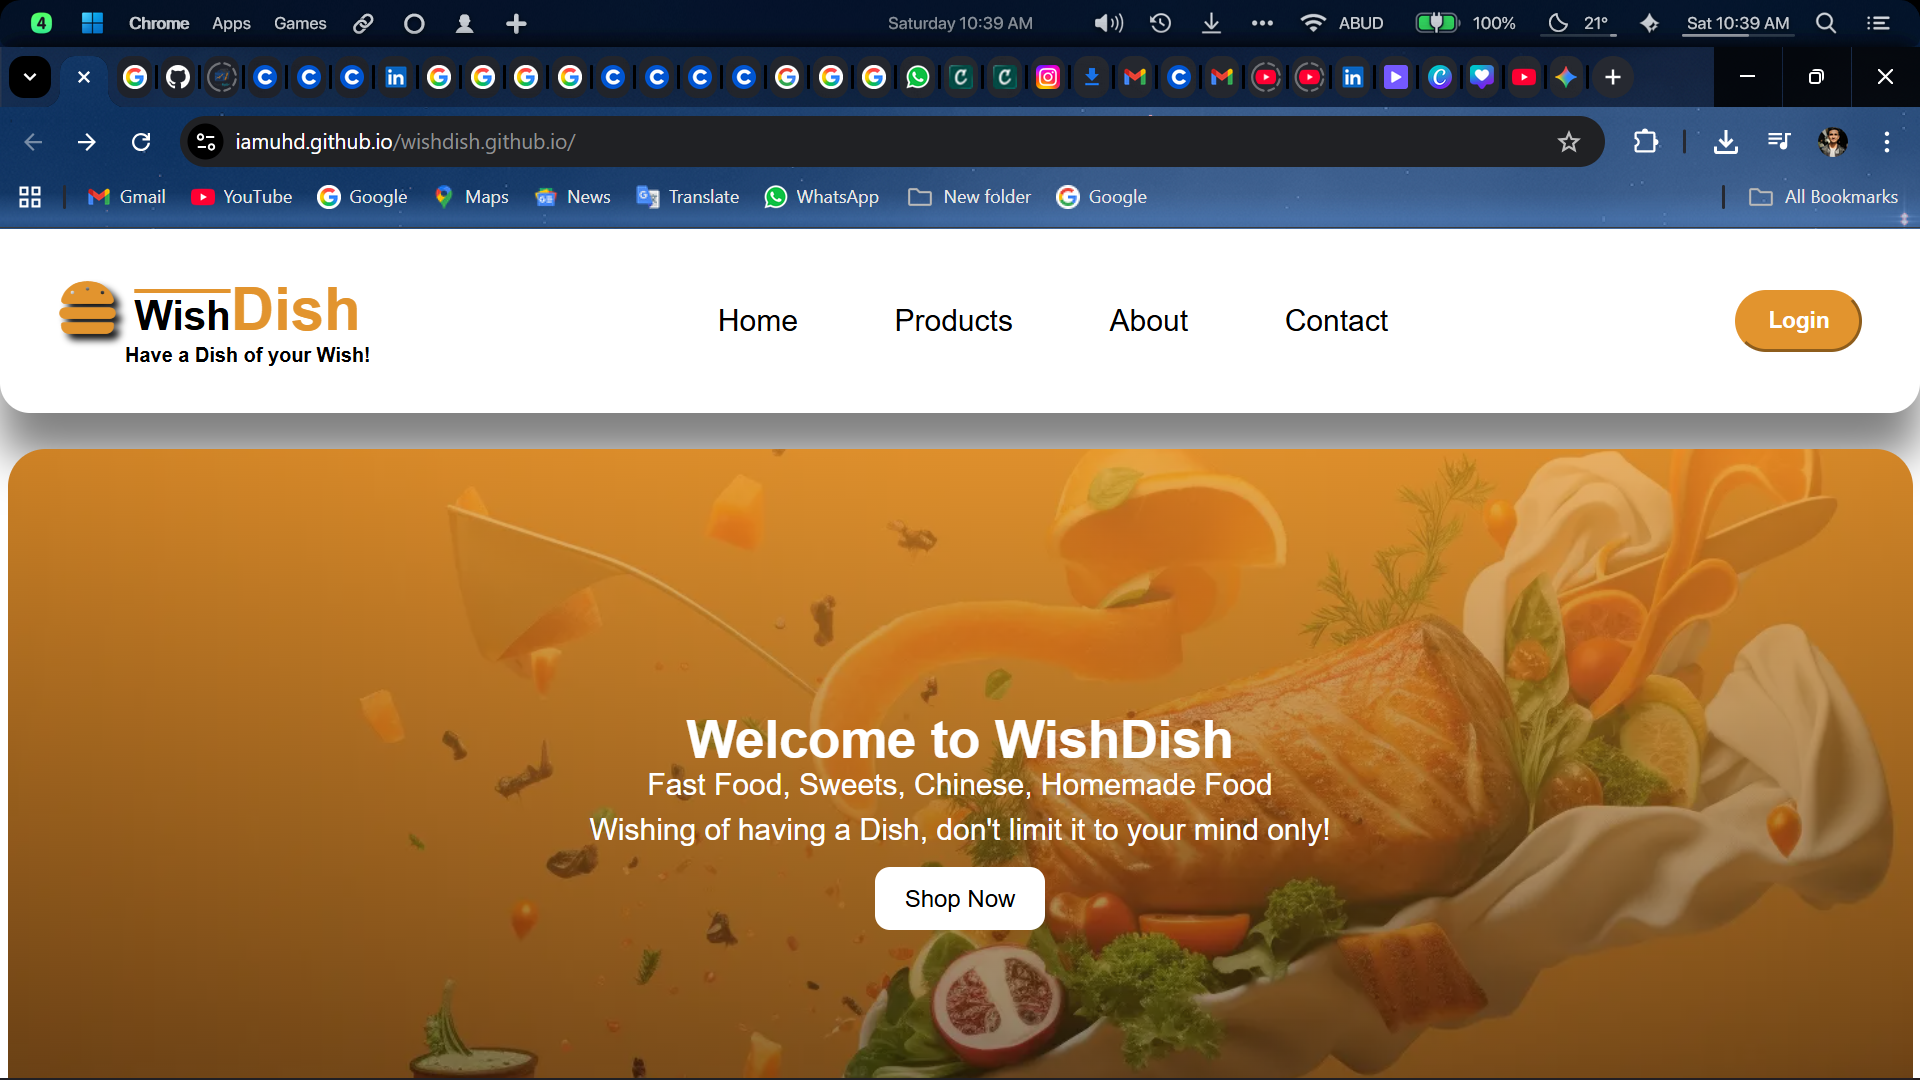 4 Chrome Apps Games Saturday 10:39 AM ABUD 100% 21° Sat 10:39 AM
iamuhd.github.io/wishdish.github.io/
Gmail YouTube Google Maps News Translate WhatsApp New folder Google All Bookmarks
WishDish
Have a Dish of your Wish!
Home Products About Contact Login
Welcome to WishDish
Fast Food, Sweets, Chinese, Homemade Food
Wishing of having a Dish, don't limit it to your mind only!
Shop Now